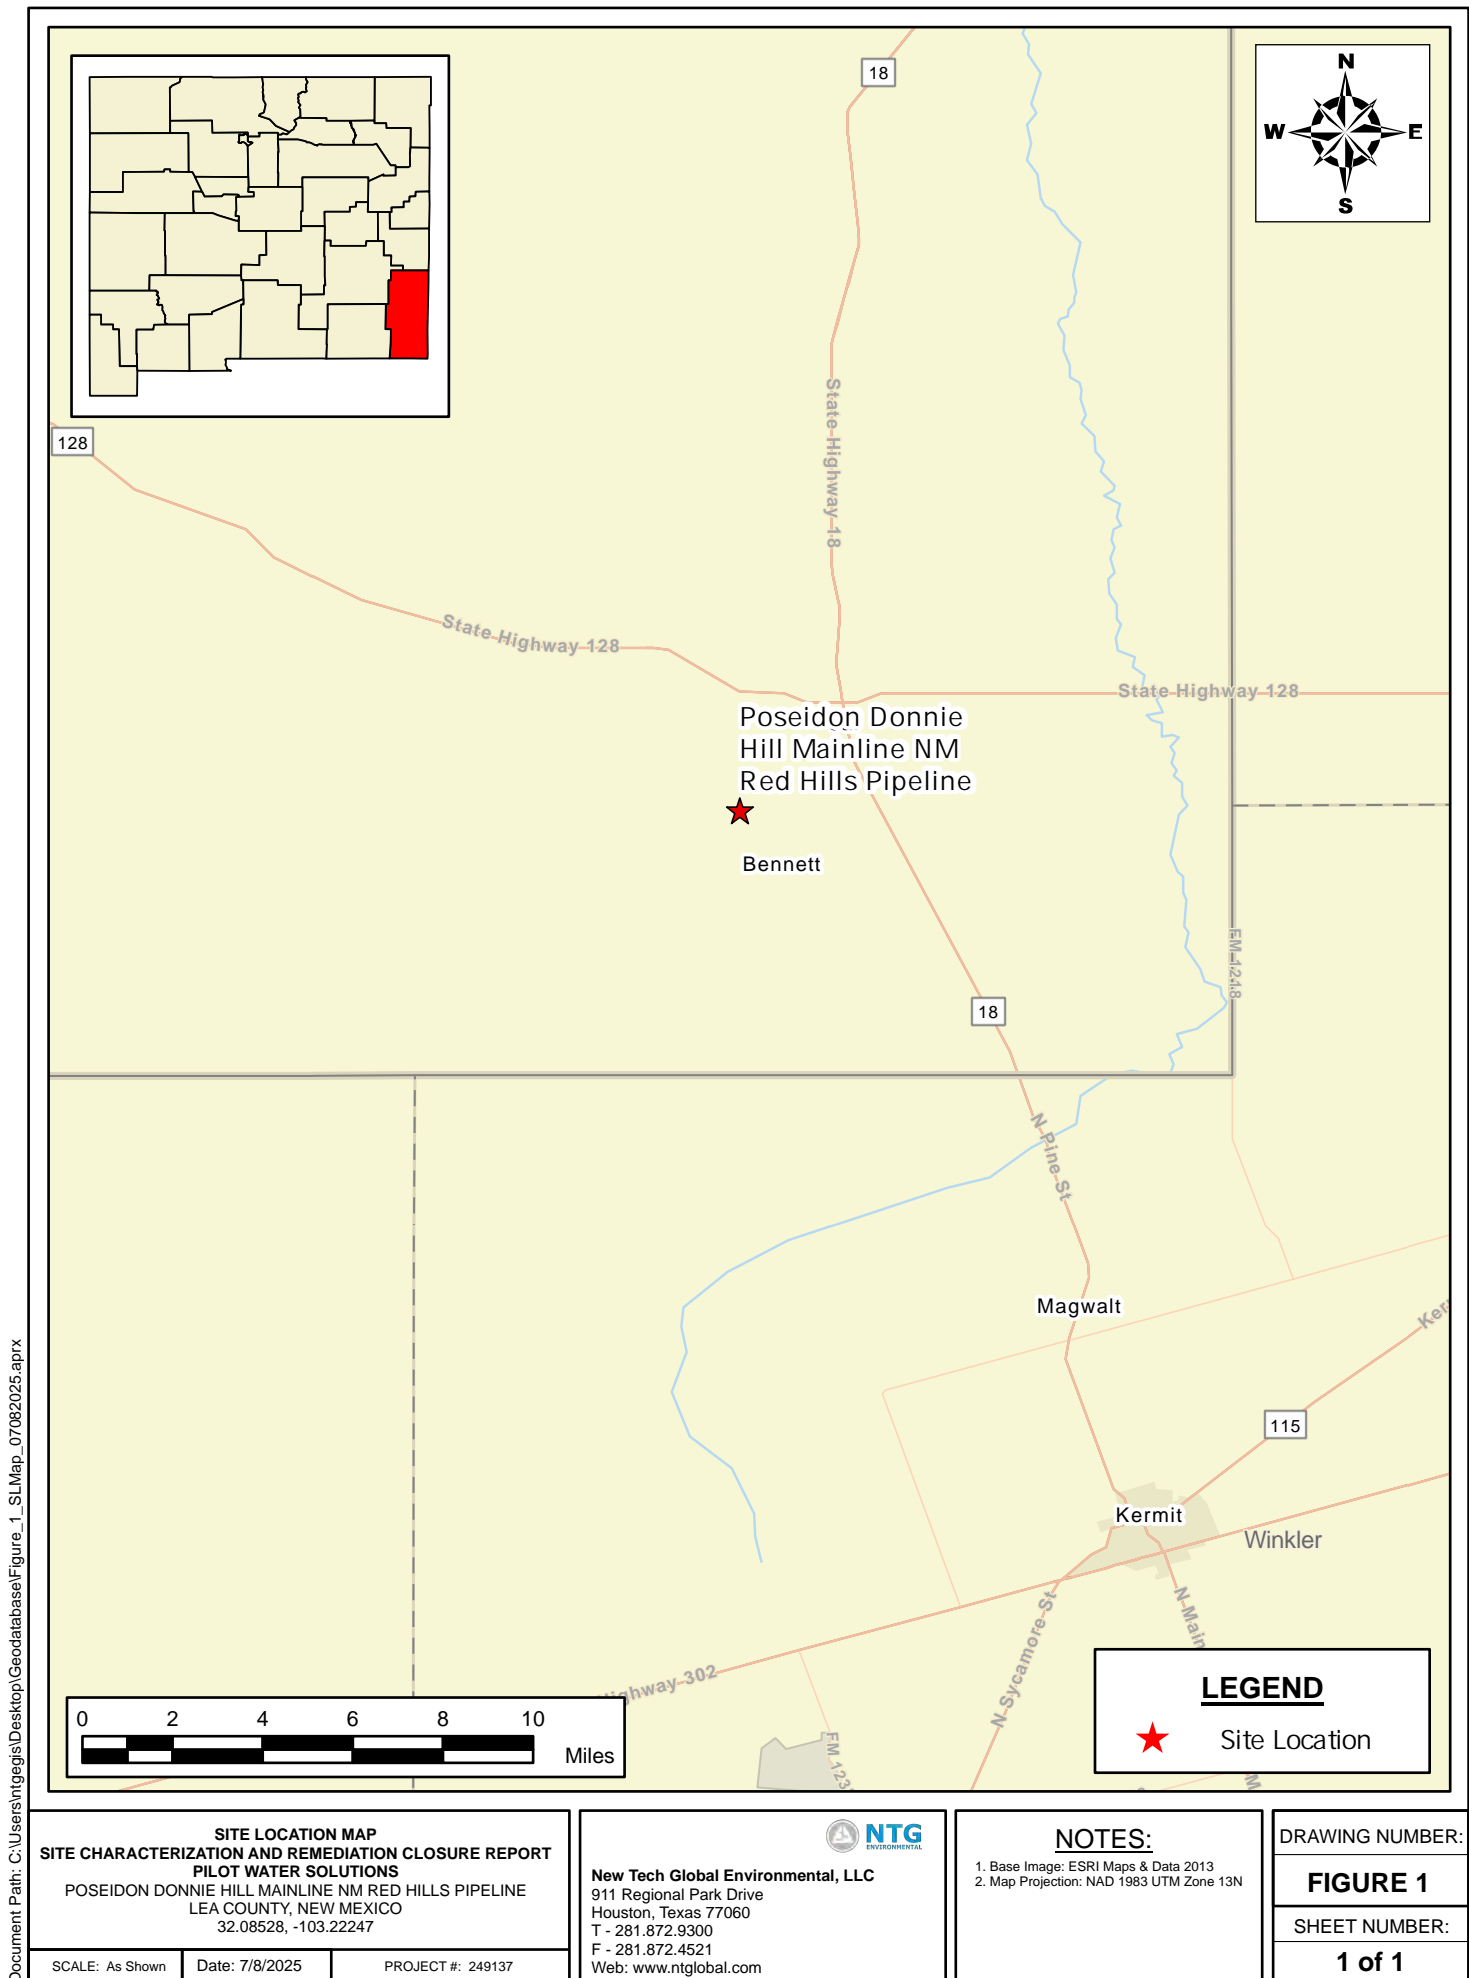 18
N
W
E
S
128
State Highway 18
State Highway 128
State Highway 128
Poseidon Donnie
Hill Mainline NM
Red Hills Pipeline
Bennett
FM 1218
18
N Pine St
Magwalt
115
Kermit
Winkler
N Sycamore St
N Main
Highway 302
0 2 4 6 8 10
Miles
LEGEND
Site Location
Document Path: C:\Users\ntgegis\Desktop\Geodatabase\Figure_1_SLMap_07082025.aprx
SITE LOCATION MAP
SITE CHARACTERIZATION AND REMEDIATION CLOSURE REPORT
PILOT WATER SOLUTIONS
POSEIDON DONNIE HILL MAINLINE NM RED HILLS PIPELINE
LEA COUNTY, NEW MEXICO
32.08528, -103.22247
SCALE: As Shown
Date: 7/8/2025
PROJECT #: 249137
NTG
ENVIRONMENTAL
New Tech Global Environmental, LLC
911 Regional Park Drive
Houston, Texas 77060
T - 281.872.9300
F - 281.872.4521
Web: www.ntglobal.com
NOTES:
1. Base Image: ESRI Maps & Data 2013
2. Map Projection: NAD 1983 UTM Zone 13N
DRAWING NUMBER:
FIGURE 1
SHEET NUMBER:
1 of 1